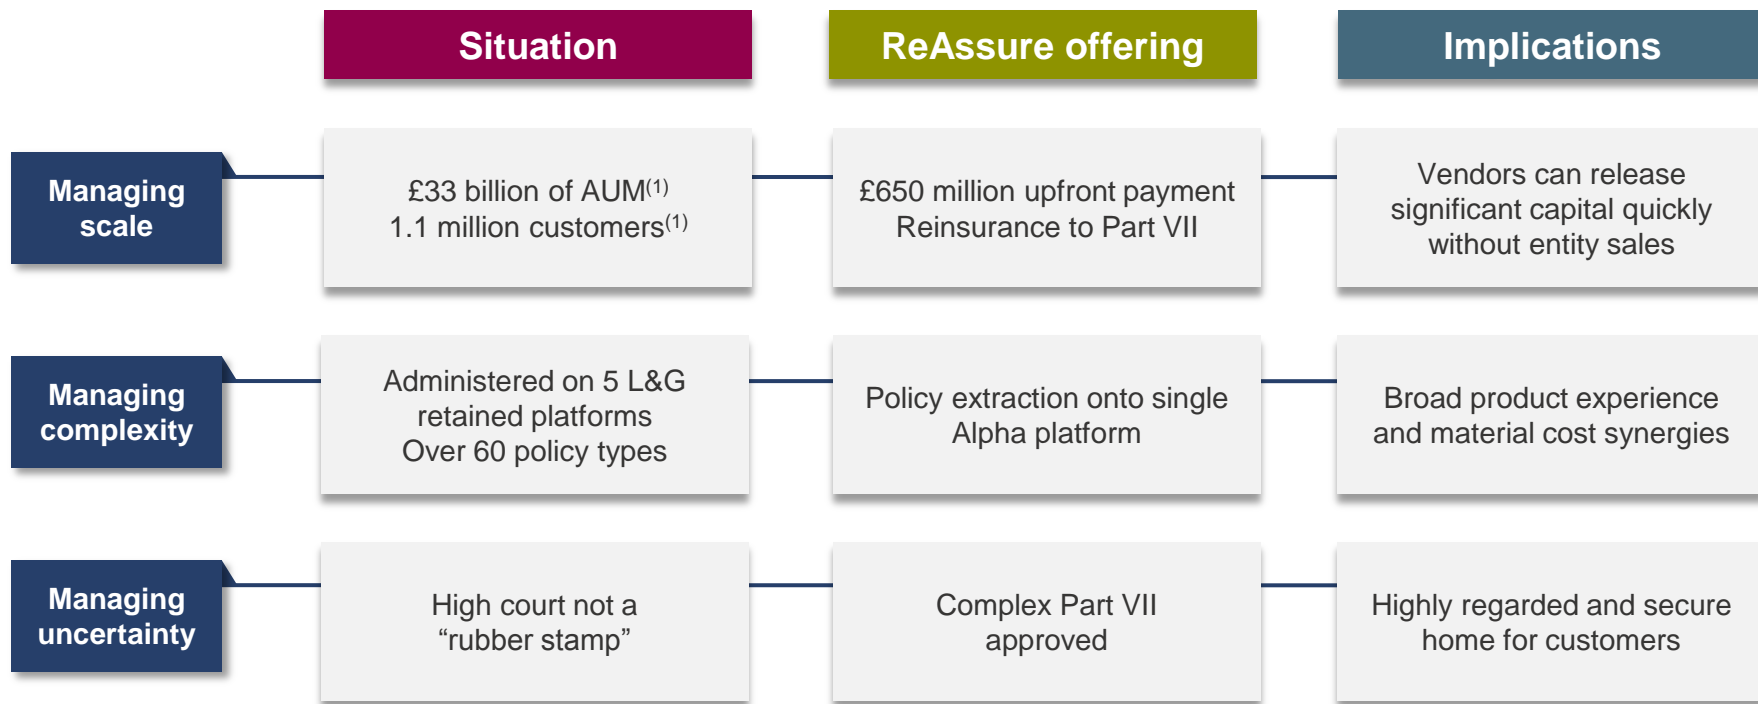 Situation
ReAssure offering
Implications
Managing
scale
£33 billion of AUM(1)
1.1 million customers(1)
£650 million upfront payment
Reinsurance to Part VII
Vendors can release
significant capital quickly
without entity sales
Managing
complexity
Administered on 5 L&G
retained platforms
Over 60 policy types
Policy extraction onto single
Alpha platform
Broad product experience
and material cost synergies
Managing
uncertainty
High court not a
“rubber stamp”
Complex Part VII
approved
Highly regarded and secure
home for customers